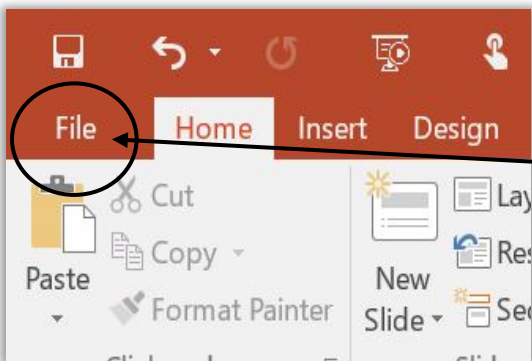 File Home Insert Design
Cut
Copy
Paste
Format Painter
New
Slide